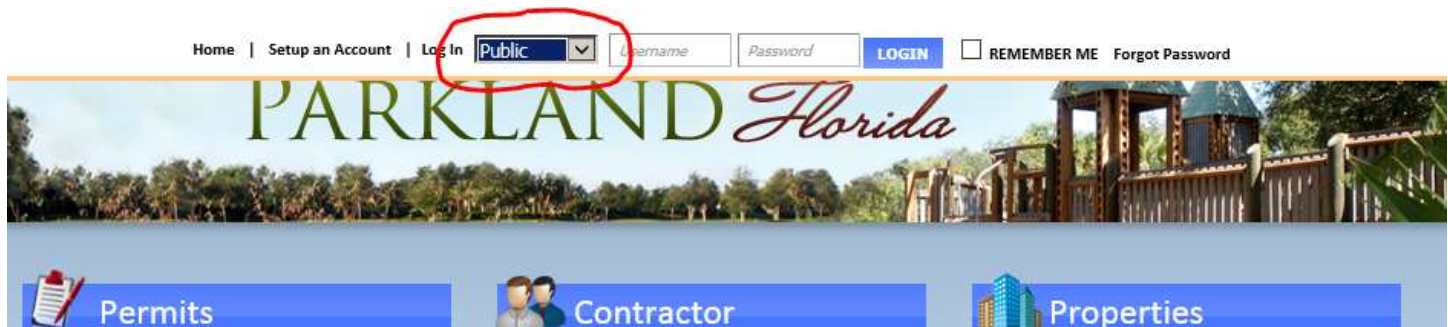 Home | Setup an Account | Log In Public Username Password LOGIN REMEMBER ME Forgot Password
PARKLAND Florida
Permits Contractor Properties